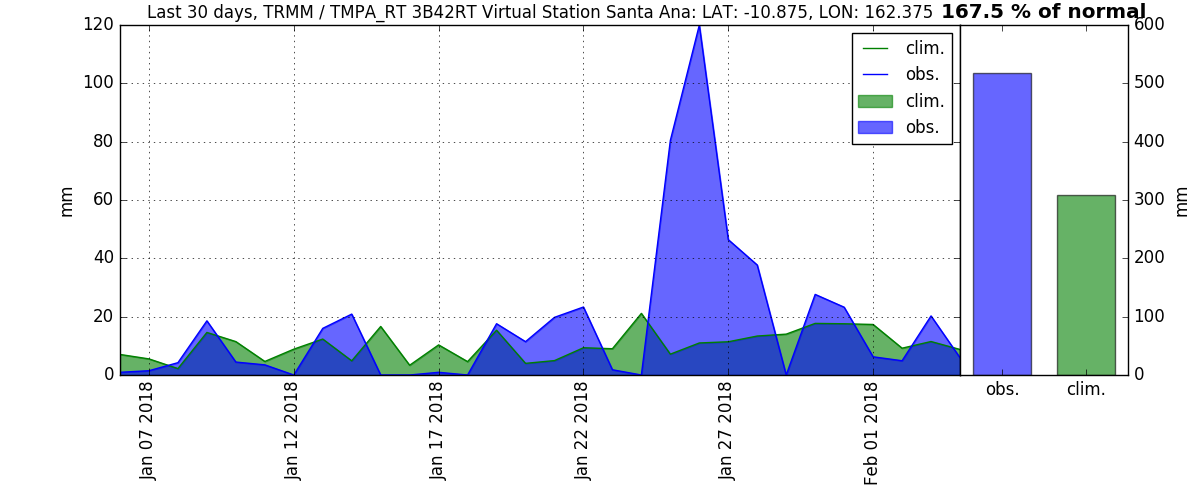 Last 30 days, TRMM / TMPA_RT 3B42RT Virtual Station Santa Ana: LAT: -10.875, LON: 162.375 167.5 % of normal
120
100
80
60
40
20
0
mm
clim.
obs.
clim.
obs.
Jan 07 2018
Jan 12 2018
Jan 17 2018
Jan 22 2018
Jan 27 2018
Feb 01 2018
600
500
400
300
200
100
0
mm
obs.
clim.